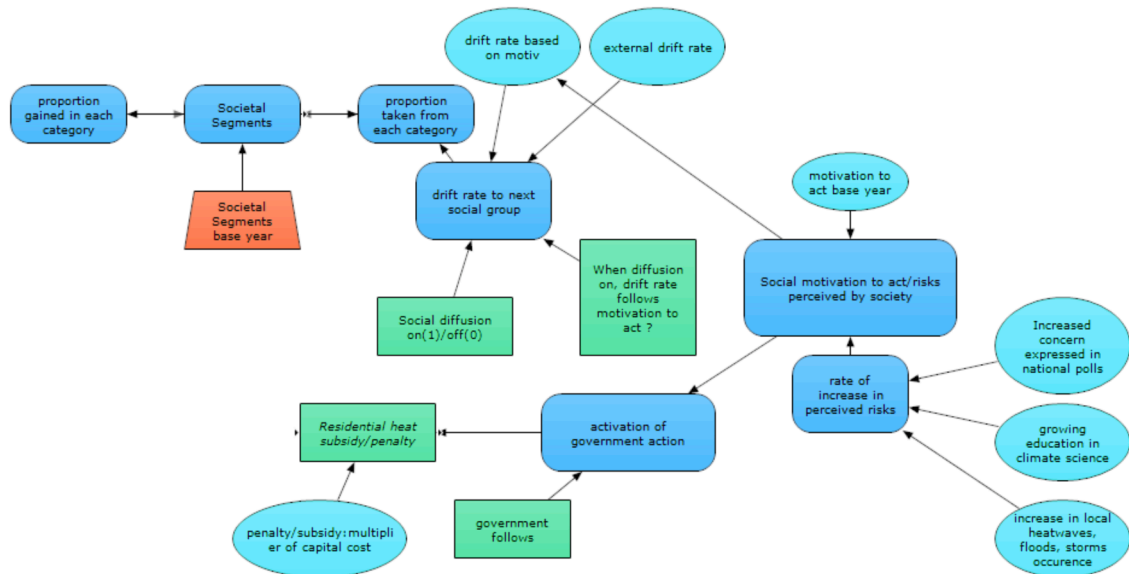 drift rate based
on motiv
external drift rate
proportion
gained in each
category
Societal
Segments
proportion
taken from
each category
drift rate to next
social group
motivation to
act base year
Societal
Segments
base year
When diffusion
on, drift rate
follows
motivation to
act ?
Social motivation to act/risks
perceived by society
Social diffusion
on(1)/off(0)
Increased
concern
expressed in
national polls
rate of
increase in
perceived risks
Residential heat
subsidy/penalty
activation of
government action
growing
education in
climate science
penalty/subsidy:multipli
er of capital cost
government
follows
increase in local
heatwaves,
floods, storms
occurence